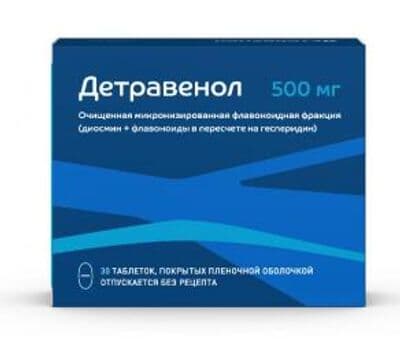 Детравенол 500 мг
Очищенная микронизированная флавоноидная фракция
(диосмин + флавоноиды в пересчете на гесперидин)
30 ТАБЛЕТОК, ПОКРЫТЫХ ПЛЕНОЧНОЙ ОБОЛОЧКОЙ
ОТПУСКАЕТСЯ БЕЗ РЕЦЕПТА